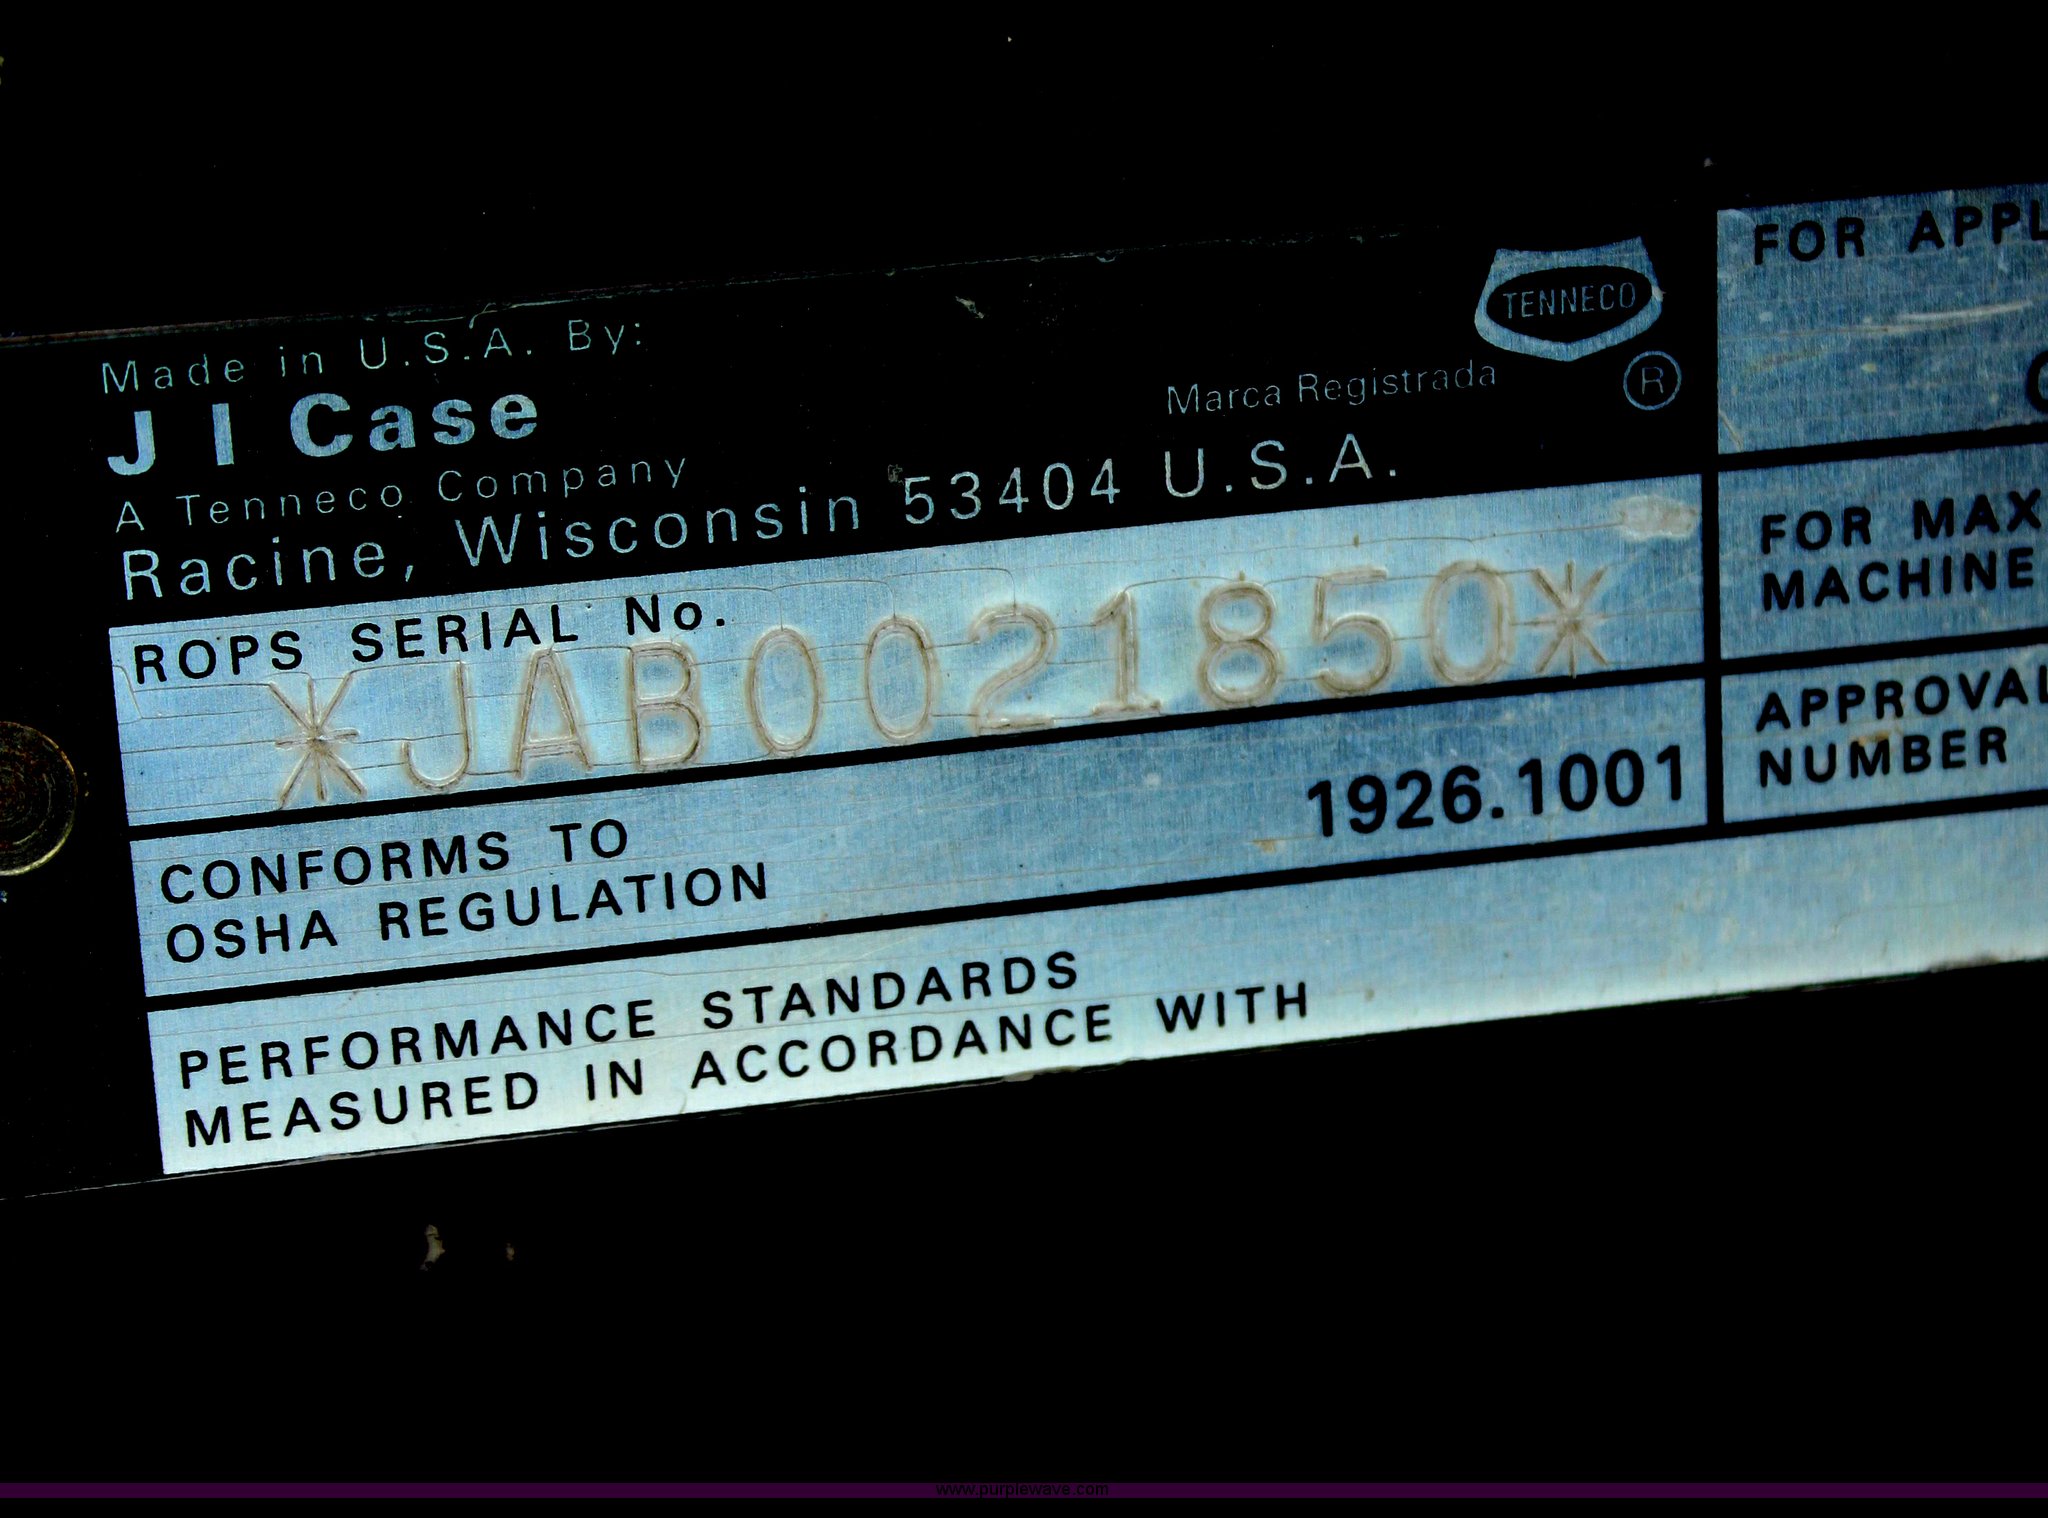 Made in U.S.A. By:
J I Case
A Tenneco Company
Racine, Wisconsin 53404 U.S.A.
Marca Registrada
TENNECO
®
ROPS SERIAL No.
*JAB0021850*
CONFORMS TO
OSHA REGULATION
1926.1001
PERFORMANCE STANDARDS
MEASURED IN ACCORDANCE WITH
FOR APPL
FOR MAX
MACHINE
APPROVAL
NUMBER
www.purplewave.com